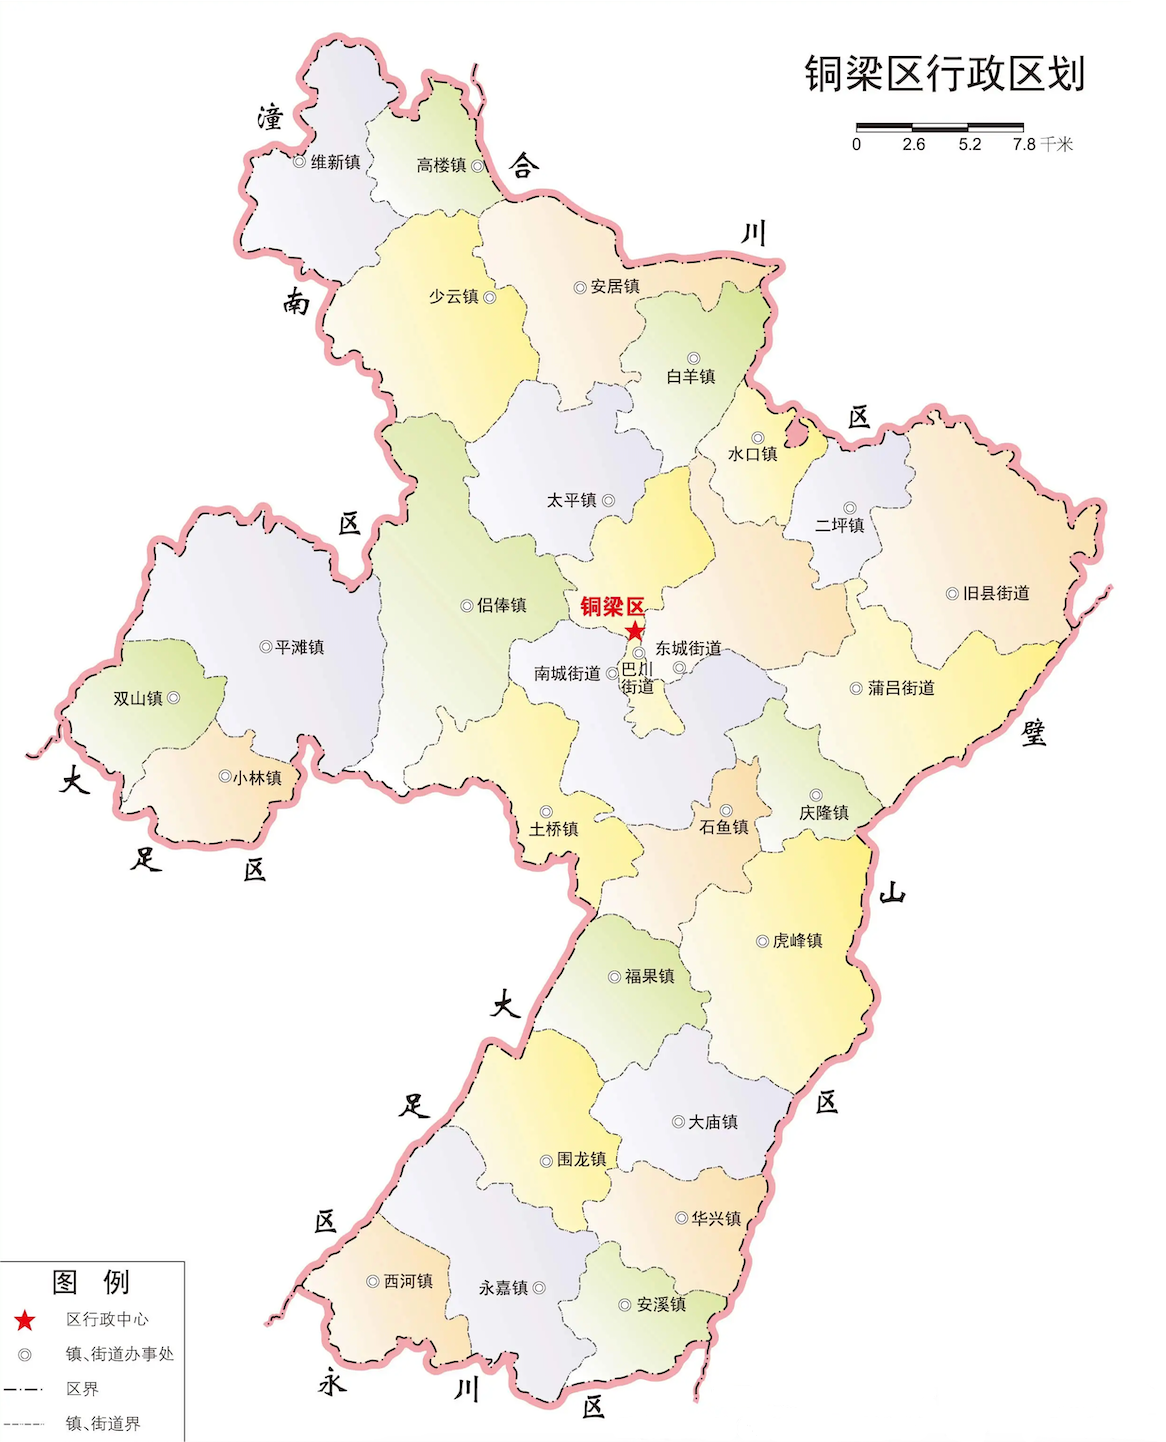 铜梁区行政区划
0 2.6 5.2 7.8 千米
潼
南
区
合
川
区
维新镇
高楼镇
少云镇
安居镇
白羊镇
水口镇
二坪镇
太平镇
旧县街道
侣俸镇
铜梁区
平滩镇
双山镇
小林镇
南城街道
巴川
街道
东城街道
蒲吕街道
土桥镇
石鱼镇
庆隆镇
虎峰镇
福果镇
大庙镇
围龙镇
华兴镇
西河镇
永嘉镇
安溪镇
璧
山
区
大
足
区
大
足
区
永
川
区
图 例
区行政中心
镇、街道办事处
区界
镇、街道界